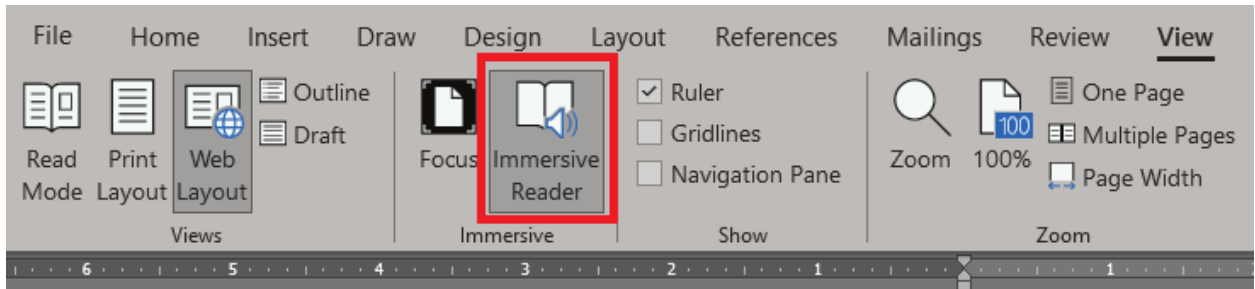 File Home Insert Draw Design Layout References Mailings Review View
Read Mode
Print Layout
Web Layout
Outline
Draft
Views
Focus
Immersive Reader
Immersive
Ruler
Gridlines
Navigation Pane
Show
Zoom
100
100%
One Page
Multiple Pages
Page Width
Zoom
6 5 4 3 2 1 1